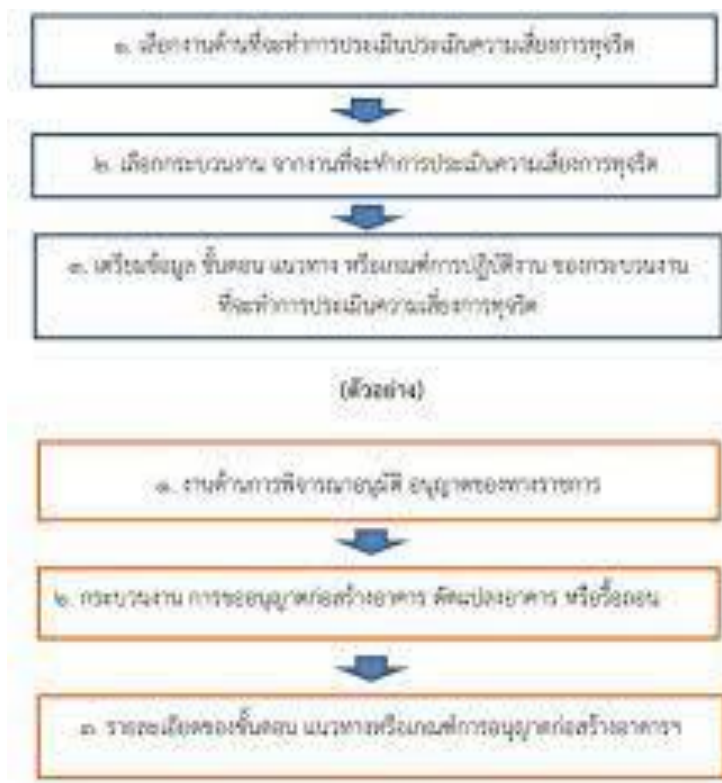 ๑. เลือกงานด้านที่จะทำการประเมินประเมินความเสี่ยงการทุจริต
๒. เลือกกระบวนงาน จากงานที่จะทำการประเมินความเสี่ยงการทุจริต
๓. เตรียมข้อมูล ขั้นตอน แนวทาง หรือเกณฑ์การปฏิบัติงาน ของกระบวนงาน
ที่จะทำการประเมินความเสี่ยงการทุจริต
(ตัวอย่าง)
๑. งานด้านการพิจารณาอนุมัติ อนุญาตของทางราชการ
๒. กระบวนงาน การขออนุญาตก่อสร้างอาคาร ดัดแปลงอาคาร หรือรื้อถอน
๓. รายละเอียดของขั้นตอน แนวทางหรือเกณฑ์การอนุญาตก่อสร้างอาคารฯ